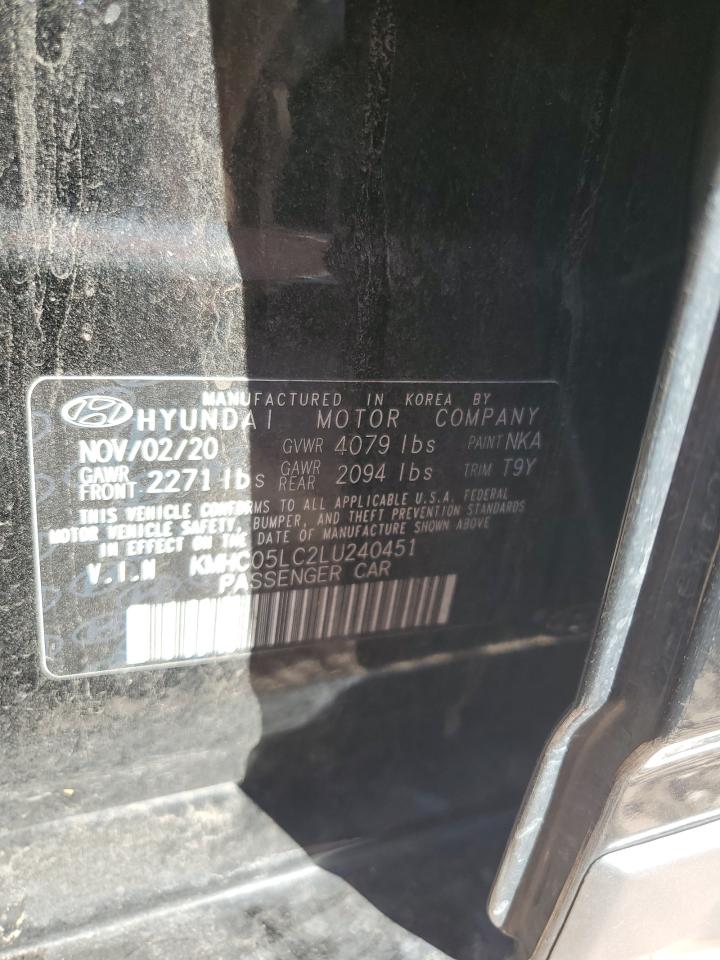 MANUFACTURED IN KOREA BY
HYUNDAI MOTOR COMPANY
NOV/02/20 GVWR 4079 lbs PAINT NKA
GAWR FRONT 2271 lbs GAWR REAR 2094 lbs TRIM T9Y
THIS VEHICLE CONFORMS TO ALL APPLICABLE U.S.A. FEDERAL
MOTOR VEHICLE SAFETY, BUMPER, AND THEFT PREVENTION STANDARDS
IN EFFECT ON THE DATE OF MANUFACTURE SHOWN ABOVE
V.I.N KMHC05LC2LU240451
PASSENGER CAR